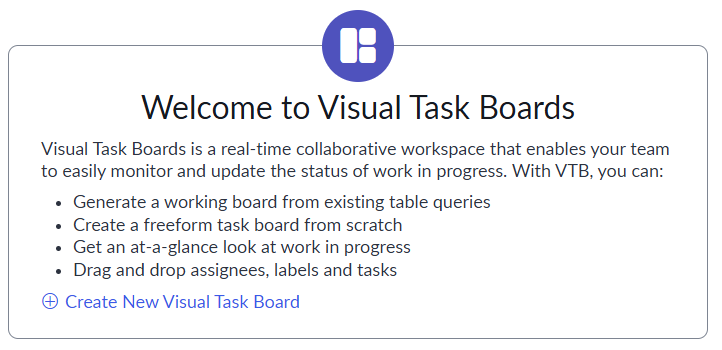 Welcome to Visual Task Boards
Visual Task Boards is a real-time collaborative workspace that enables your team
to easily monitor and update the status of work in progress. With VTB, you can:
• Generate a working board from existing table queries
• Create a freeform task board from scratch
• Get an at-a-glance look at work in progress
• Drag and drop assignees, labels and tasks
Create New Visual Task Board